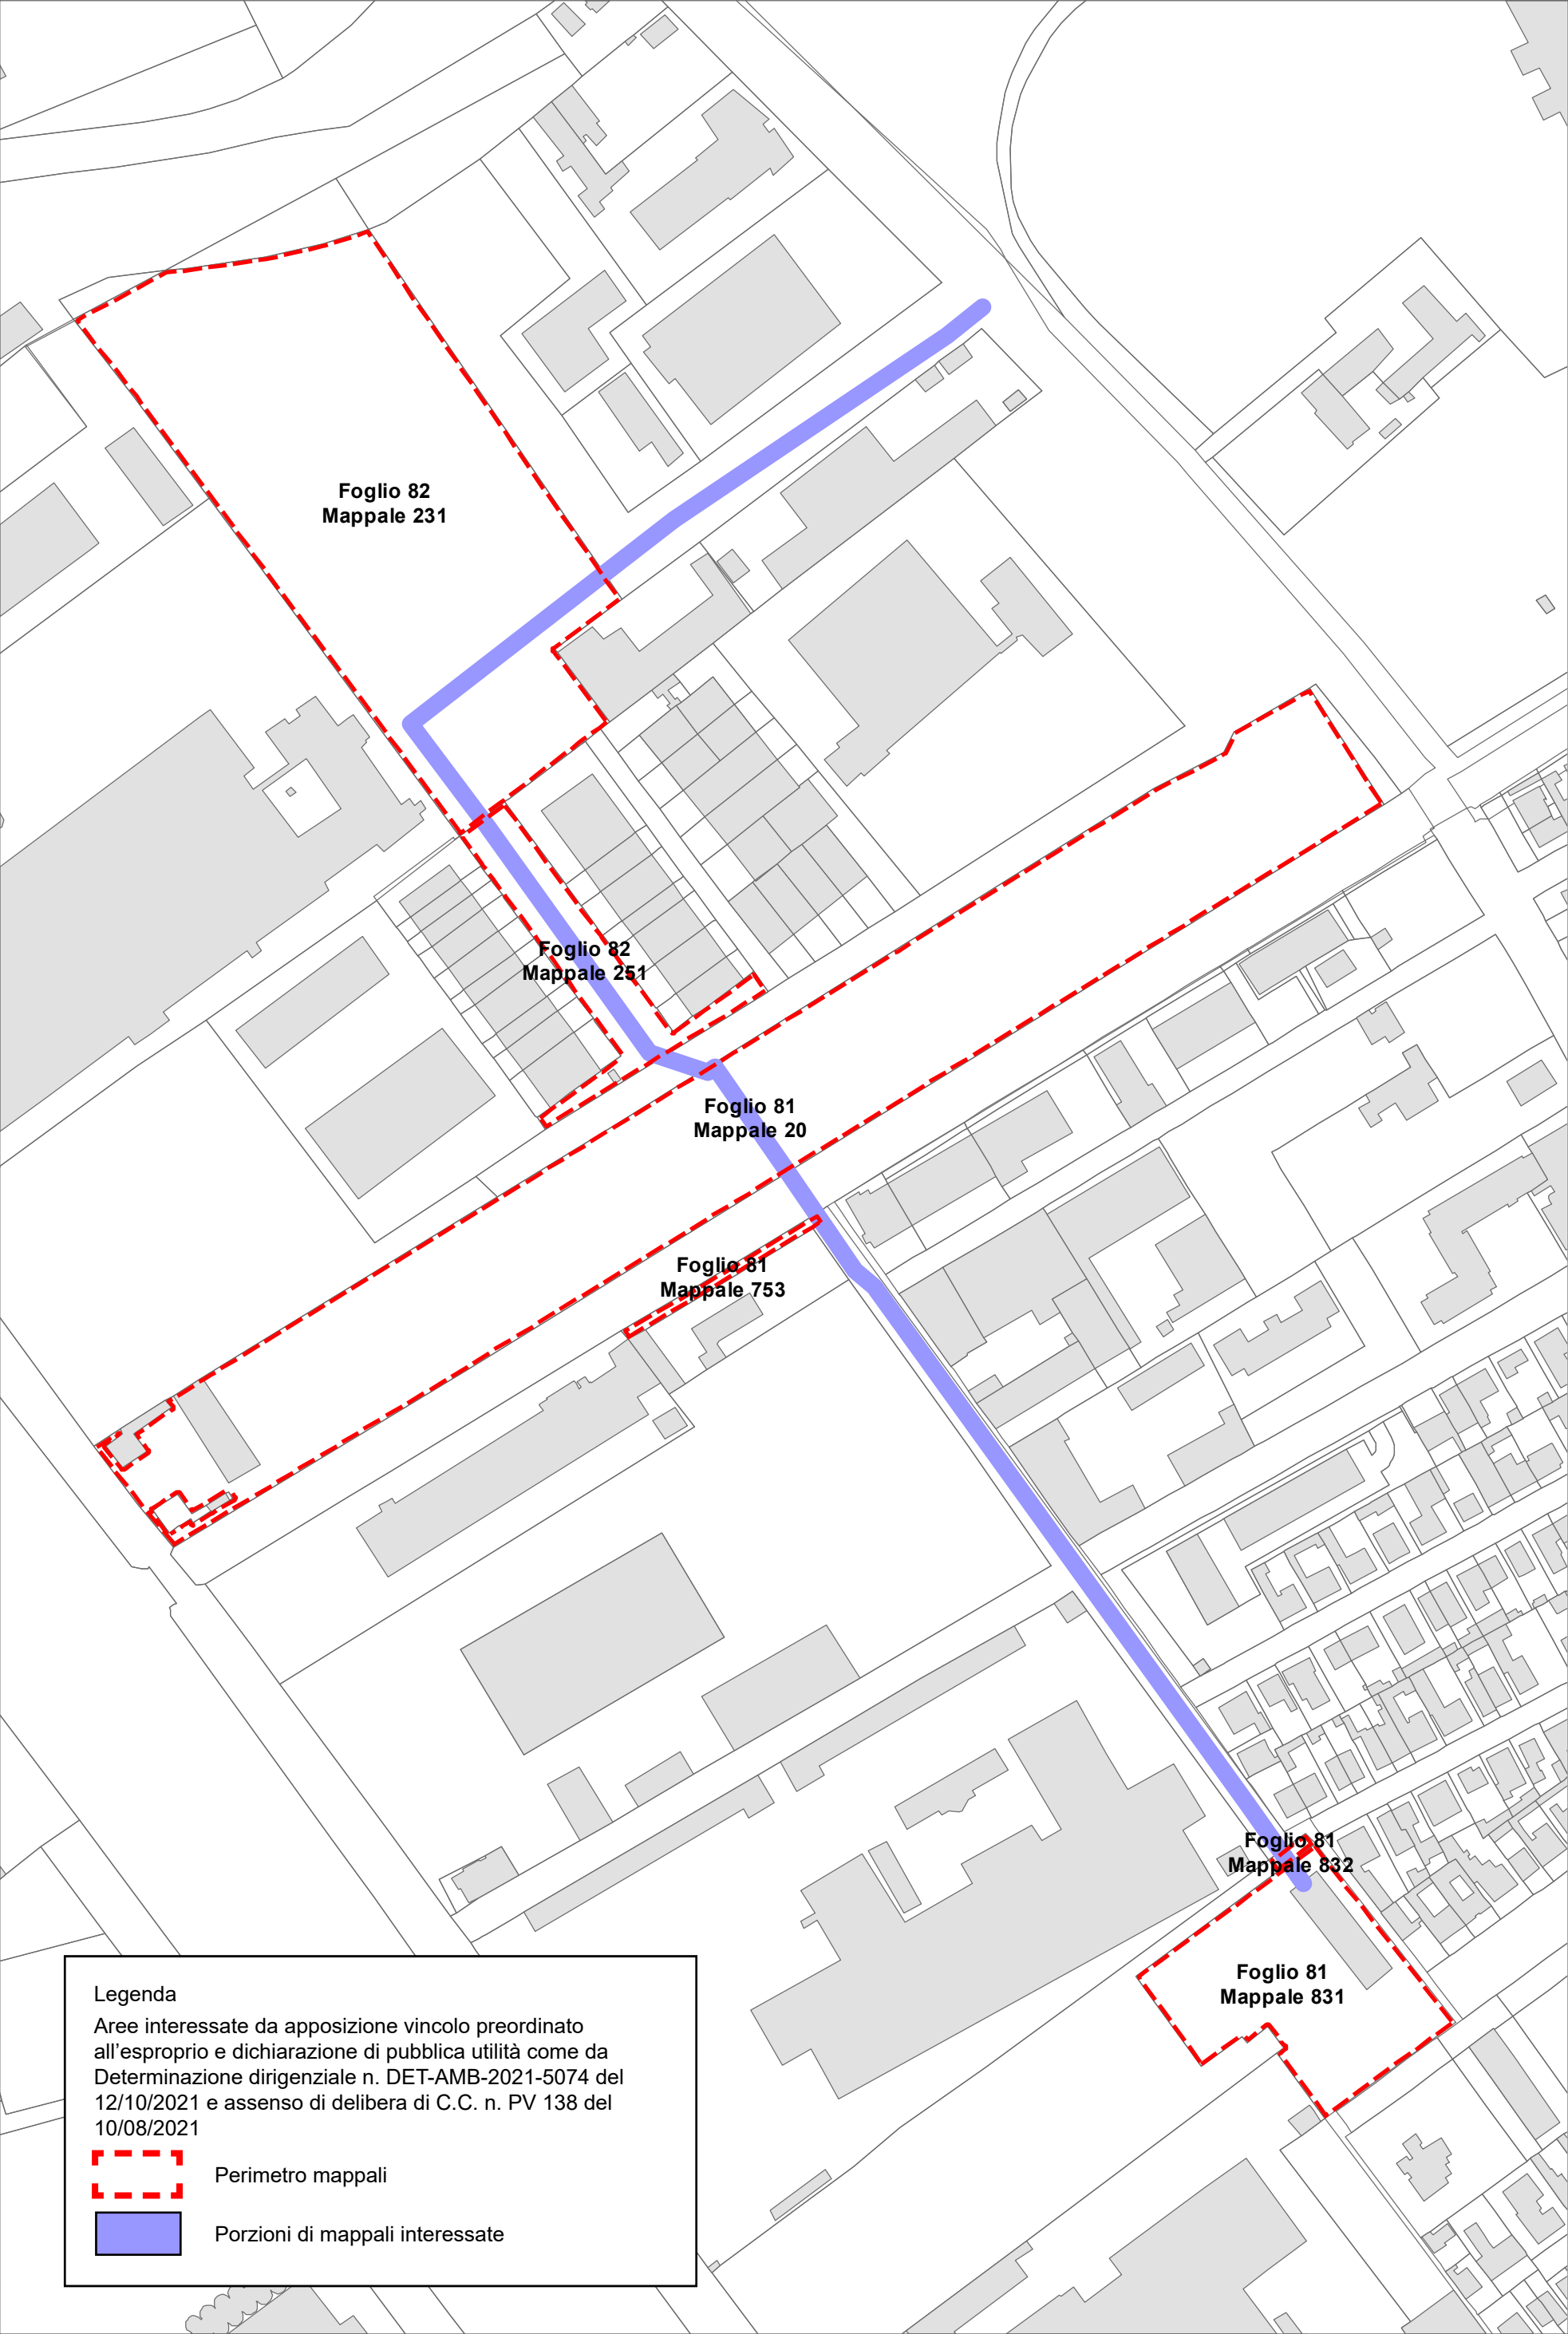 Foglio 82
Mappale 231
Foglio 82
Mappale 251
Foglio 81
Mappale 20
Foglio 81
Mappale 753
Foglio 81
Mappale 832
Foglio 81
Mappale 831
Legenda
Aree interessate da apposizione vincolo preordinato
all’esproprio e dichiarazione di pubblica utilità come da
Determinazione dirigenziale n. DET-AMB-2021-5074 del
12/10/2021 e assenso di delibera di C.C. n. PV 138 del
10/08/2021
Perimetro mappali
Porzioni di mappali interessate